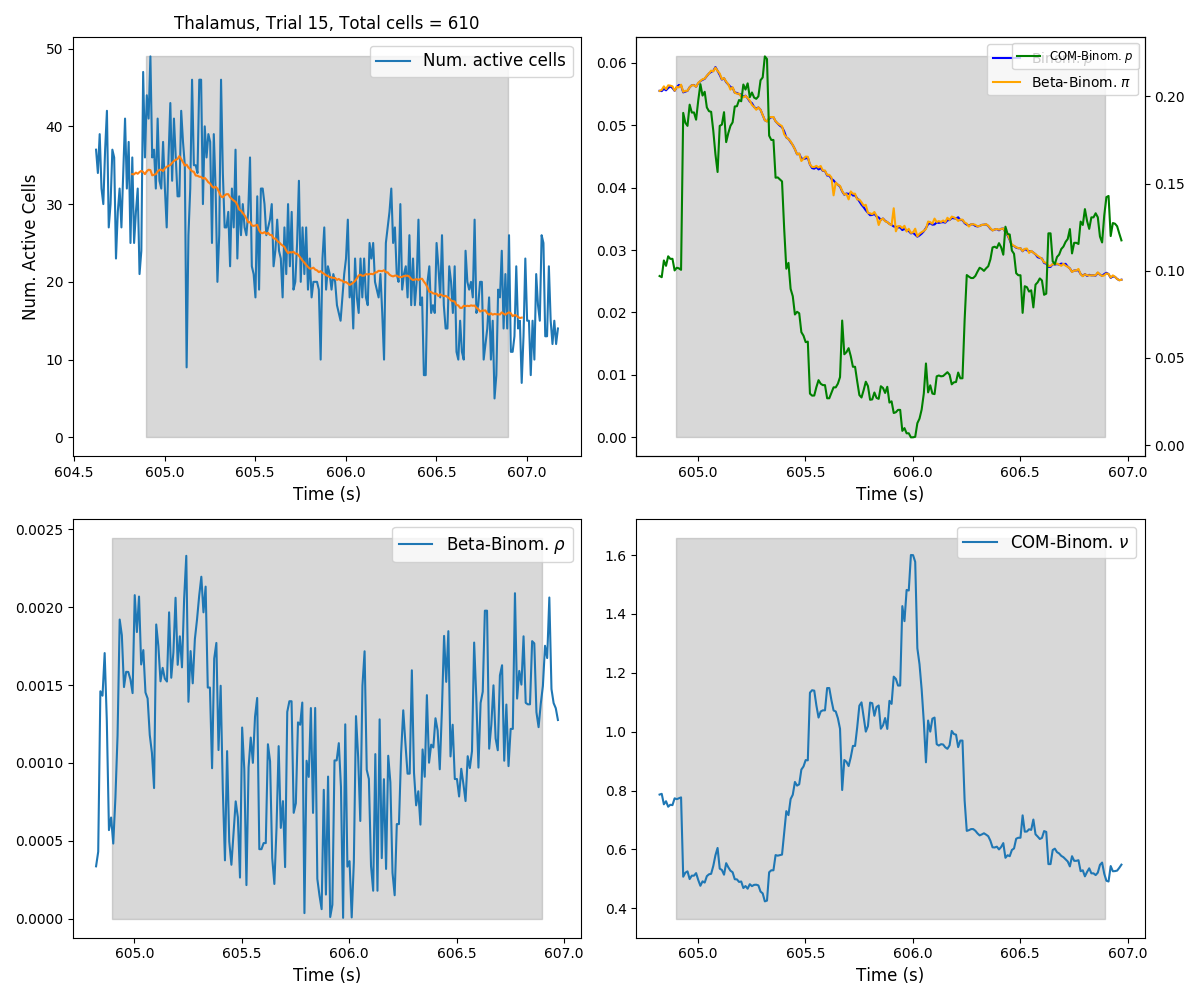 Thalamus, Trial 15, Total cells = 610
Num. active cells
Num. Active Cells
50
40
30
20
10
0
604.5 605.0 605.5 606.0 606.5 607.0
Time (s)
COM-Binom. p
Binom. p
Beta-Binom. π
0.06
0.05
0.04
0.03
0.02
0.01
0.00
0.20
0.15
0.10
0.05
0.00
605.0 605.5 606.0 606.5 607.0
Time (s)
Beta-Binom. ρ
0.0025
0.0020
0.0015
0.0010
0.0005
0.0000
605.0 605.5 606.0 606.5 607.0
Time (s)
COM-Binom. ν
1.6
1.4
1.2
1.0
0.8
0.6
0.4
605.0 605.5 606.0 606.5 607.0
Time (s)